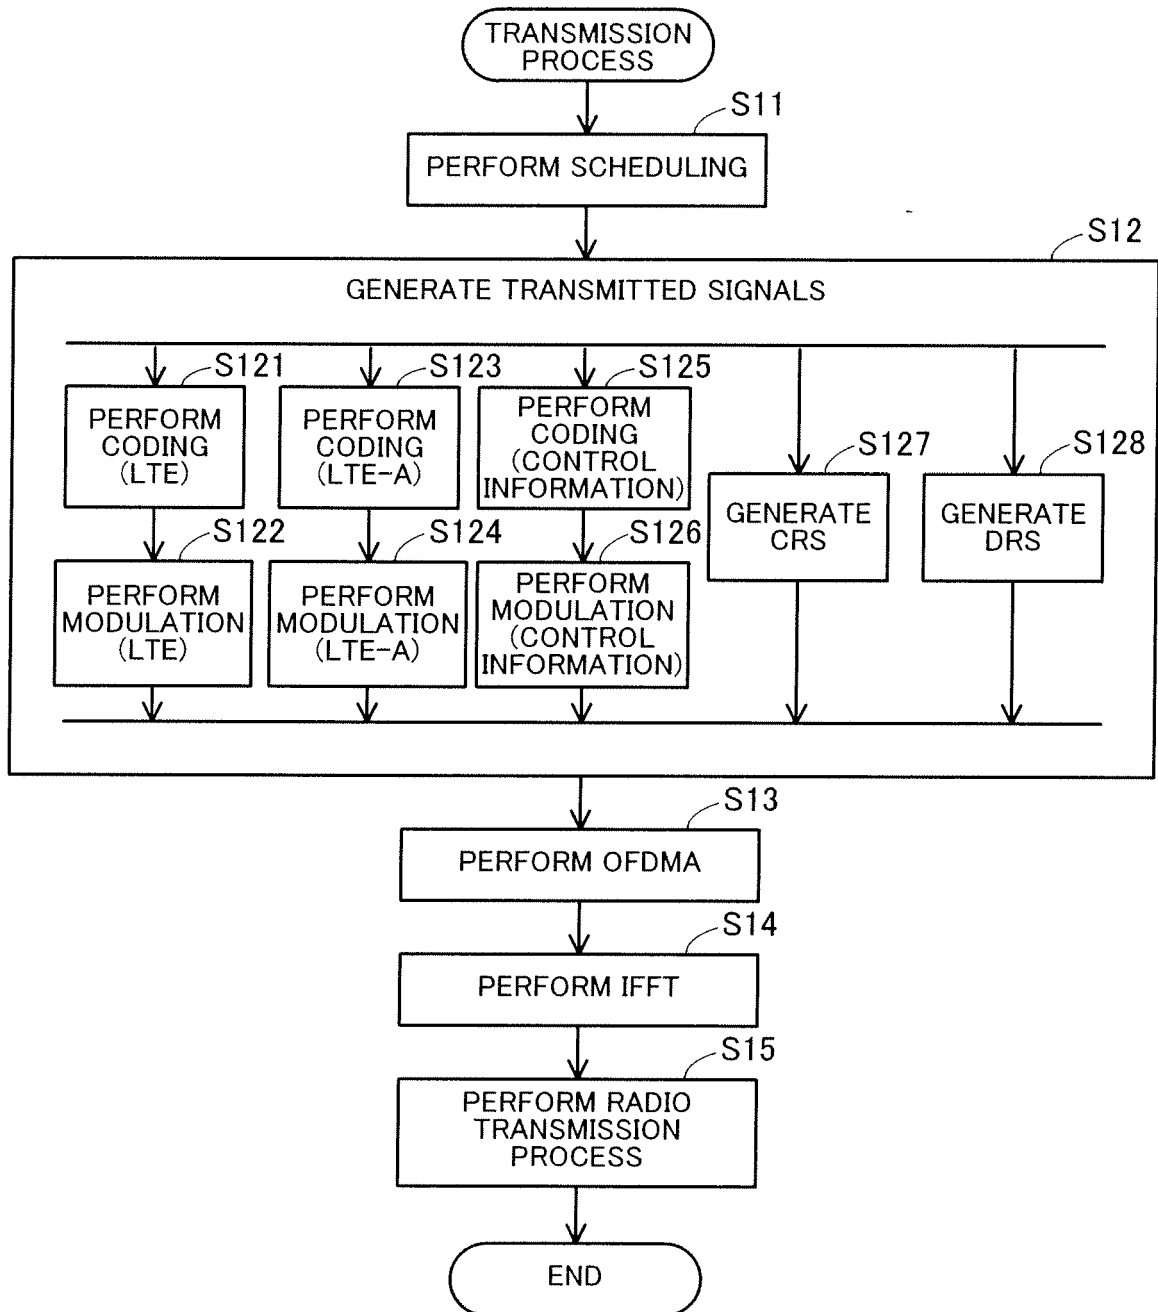 TRANSMISSION
PROCESS
S11
PERFORM SCHEDULING
S12
GENERATE TRANSMITTED SIGNALS
S121
PERFORM
CODING
(LTE)
S122
PERFORM
MODULATION
(LTE)
S123
PERFORM
CODING
(LTE-A)
S124
PERFORM
MODULATION
(LTE-A)
S125
PERFORM
CODING
(CONTROL
INFORMATION)
S126
PERFORM
MODULATION
(CONTROL
INFORMATION)
S127
GENERATE
CRS
S128
GENERATE
DRS
S13
PERFORM OFDMA
S14
PERFORM IFFT
S15
PERFORM RADIO
TRANSMISSION
PROCESS
END